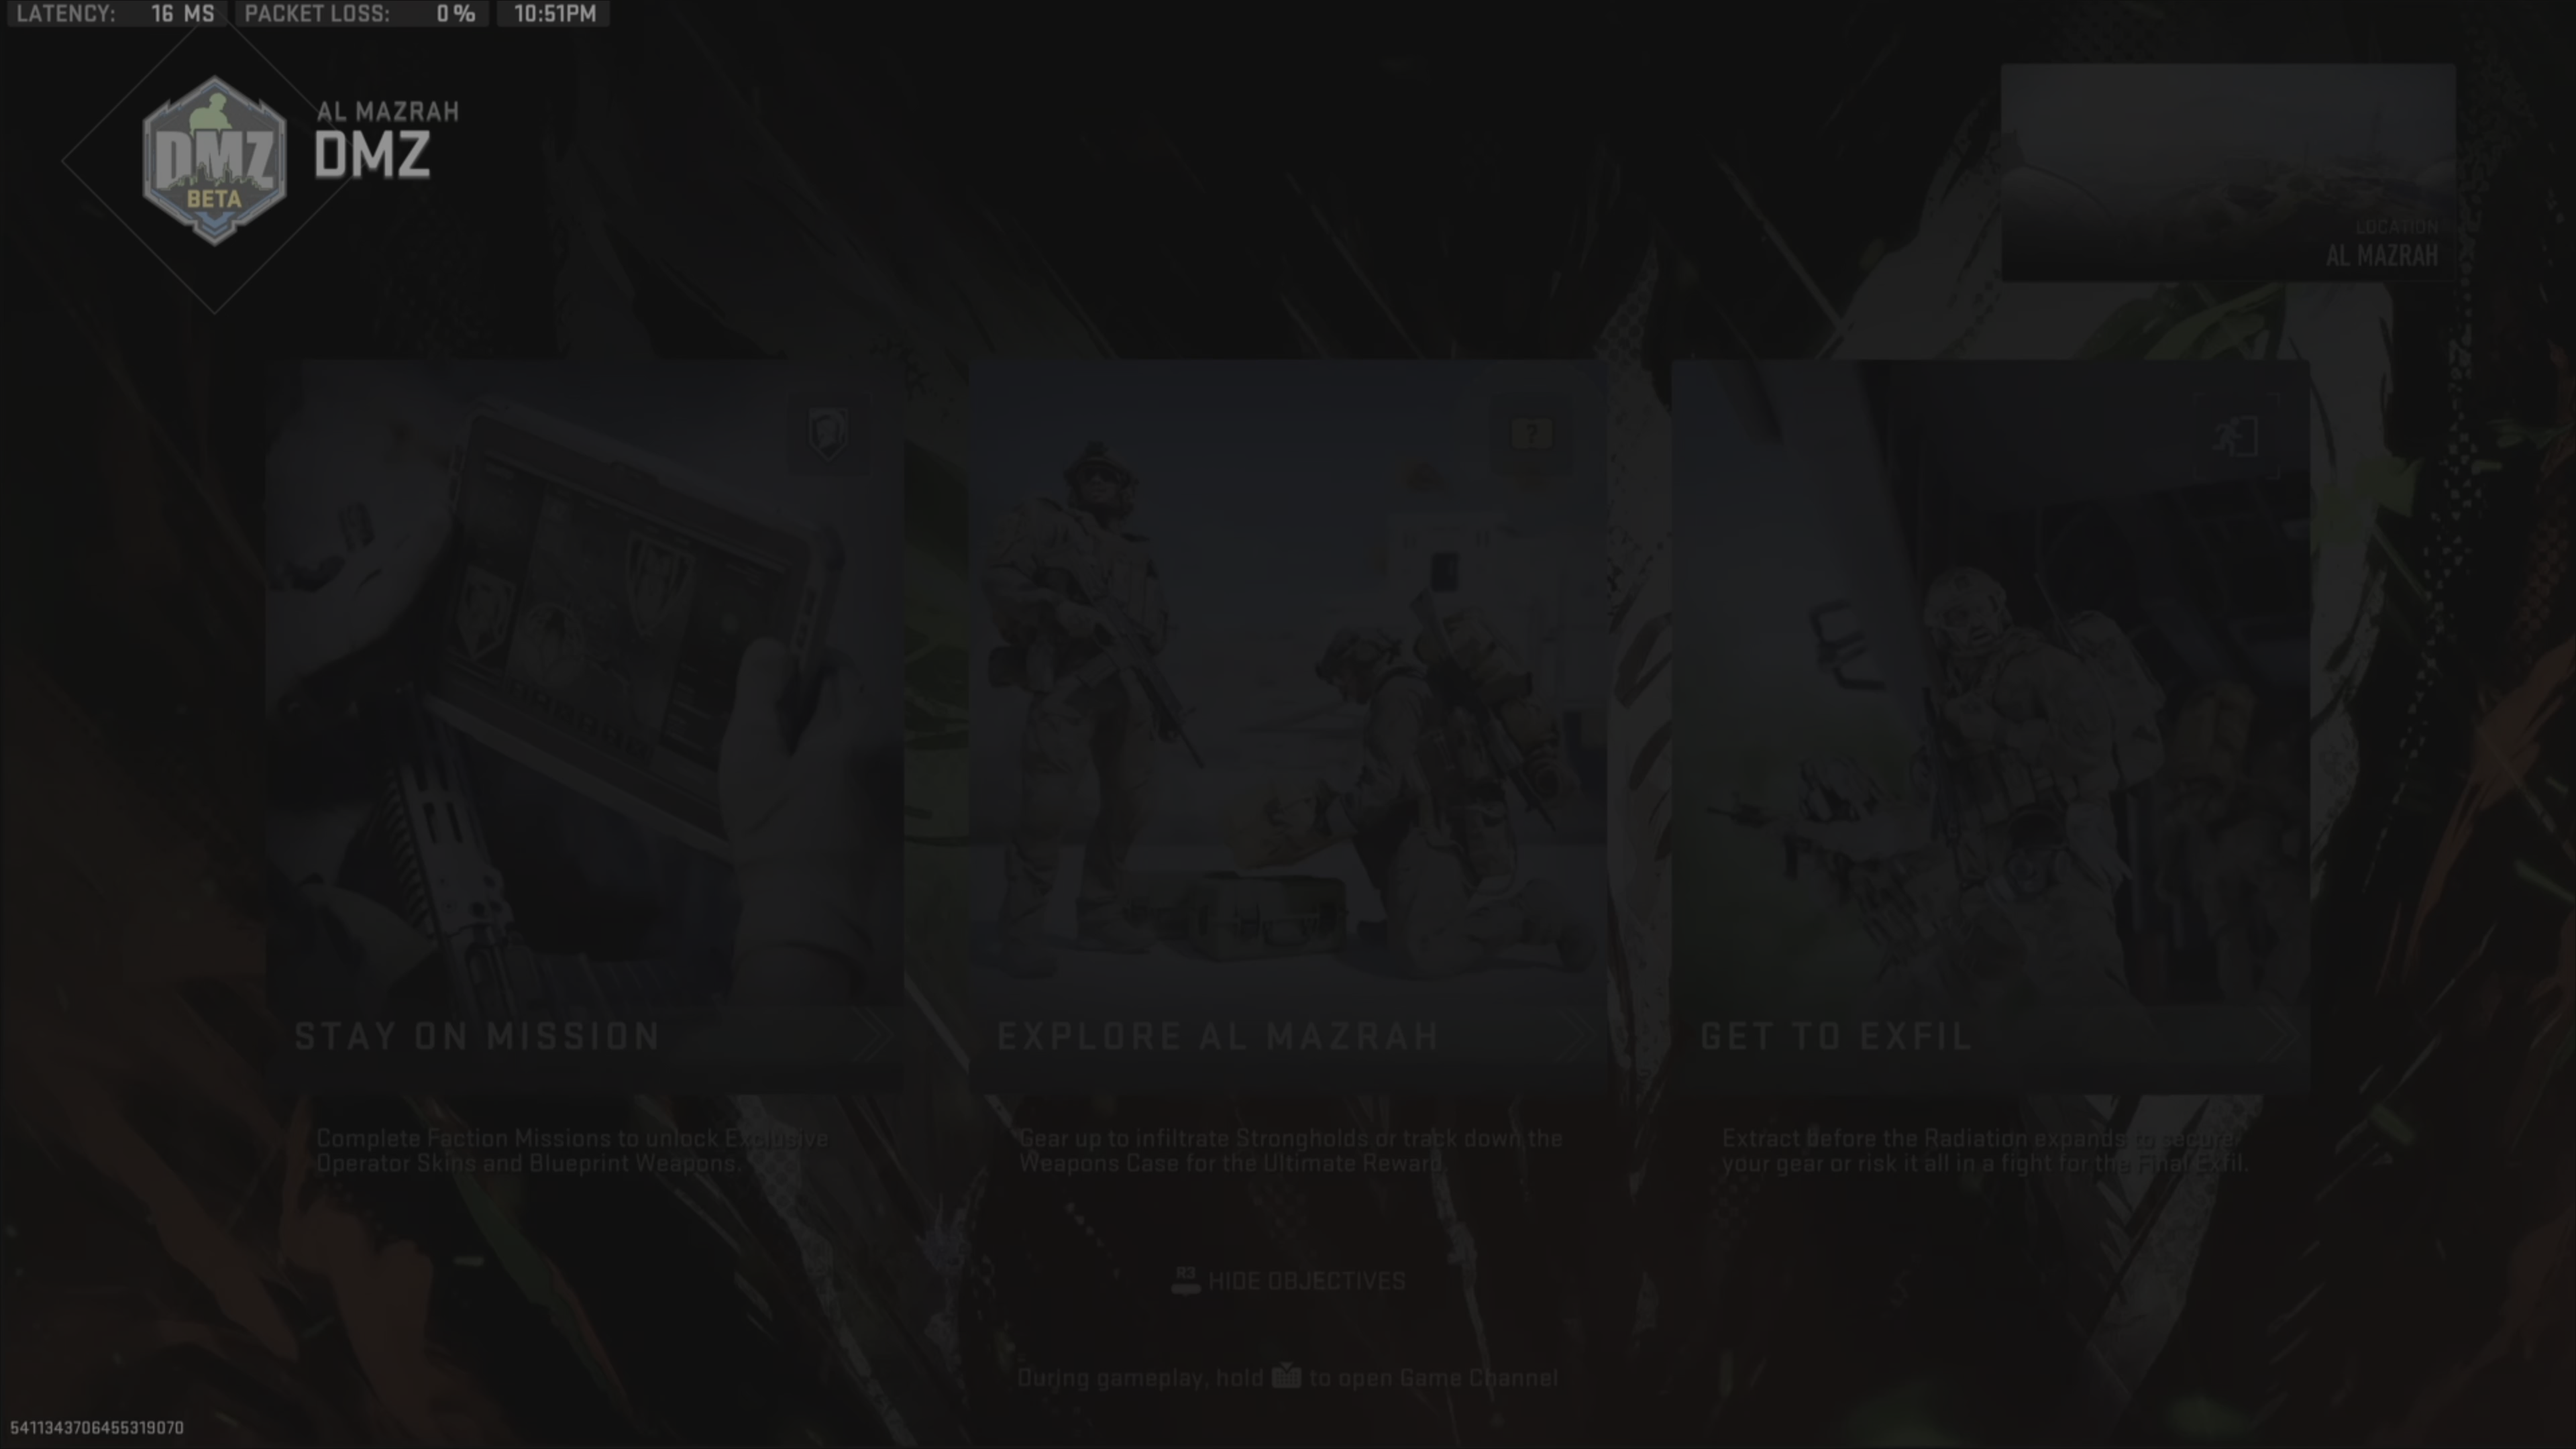 LATENCY: 16 MS PACKET LOSS: 0% 10:51PM
AL MAZRAH
DMZ
DMZ
BETA
LOCATION
AL MAZRAH
?
STAY ON MISSION
Complete Faction Missions to unlock Exclusive
Operator Skins and Blueprint Weapons.
EXPLORE AL MAZRAH
Gear up to infiltrate Strongholds or track down the
Weapons Case for the Ultimate Reward.
GET TO EXFIL
Extract before the Radiation expands to secure
your gear or risk it all in a fight for the Final Exfil.
R3 HIDE OBJECTIVES
During gameplay, hold to open Game Channel
5411343706455319070